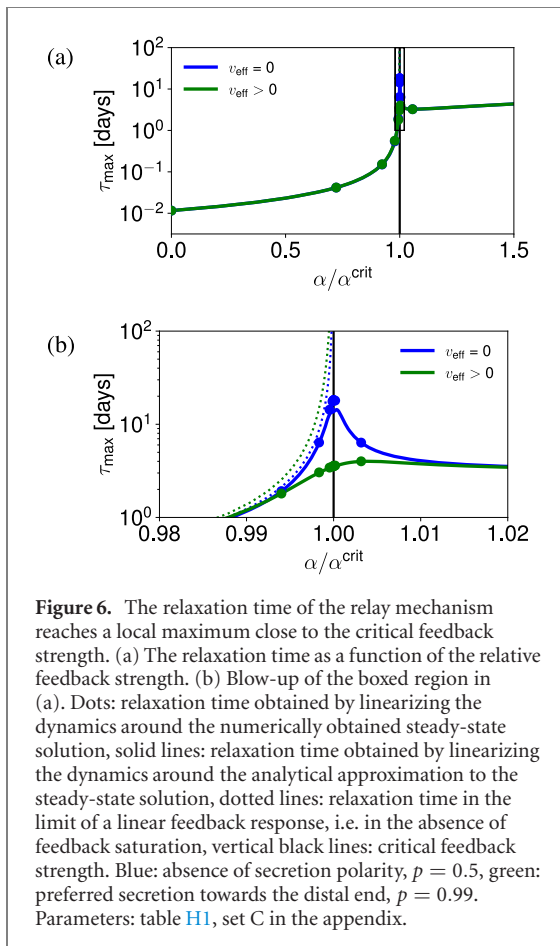 (a)
10²
10¹
10⁰
10⁻¹
10⁻²
τmax [days]
v_eff = 0
v_eff > 0
0.0 0.5 1.0 1.5
α/α^crit
(b)
10²
10¹
10⁰
τmax [days]
v_eff = 0
v_eff > 0
0.98 0.99 1.00 1.01 1.02
α/α^crit
Figure 6. The relaxation time of the relay mechanism
reaches a local maximum close to the critical feedback
strength. (a) The relaxation time as a function of the relative
feedback strength. (b) Blow-up of the boxed region in
(a). Dots: relaxation time obtained by linearizing the
dynamics around the numerically obtained steady-state
solution, solid lines: relaxation time obtained by linearizing
the dynamics around the analytical approximation to the
steady-state solution, dotted lines: relaxation time in the
limit of a linear feedback response, i.e. in the absence of
feedback saturation, vertical black lines: critical feedback
strength. Blue: absence of secretion polarity, p = 0.5, green:
preferred secretion towards the distal end, p = 0.99.
Parameters: table H1, set C in the appendix.